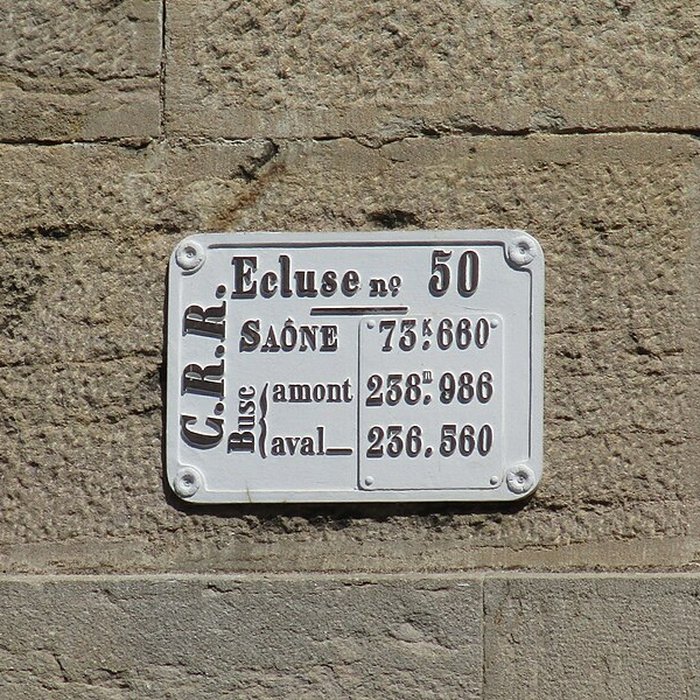 C.R.R.
Ecluse nº 50
SAÔNE 73.ᴷ660
Busc
amont 238.ᵐ986
aval 236.560